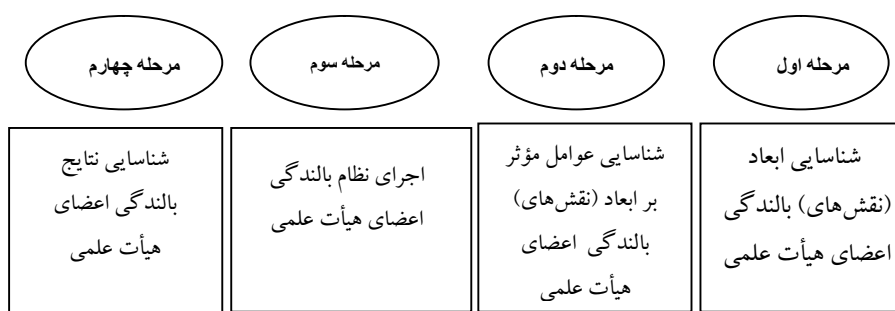 مرحله اول
مرحله دوم
مرحله سوم
مرحله چهارم
شناسایی ابعاد
(نقش‌های) بالندگی
اعضای هیأت علمی
شناسایی عوامل مؤثر
بر ابعاد (نقش‌های)
بالندگی اعضای
هیأت علمی
اجرای نظام بالندگی
اعضای هیأت علمی
شناسایی نتایج
بالندگی اعضای
هیأت علمی